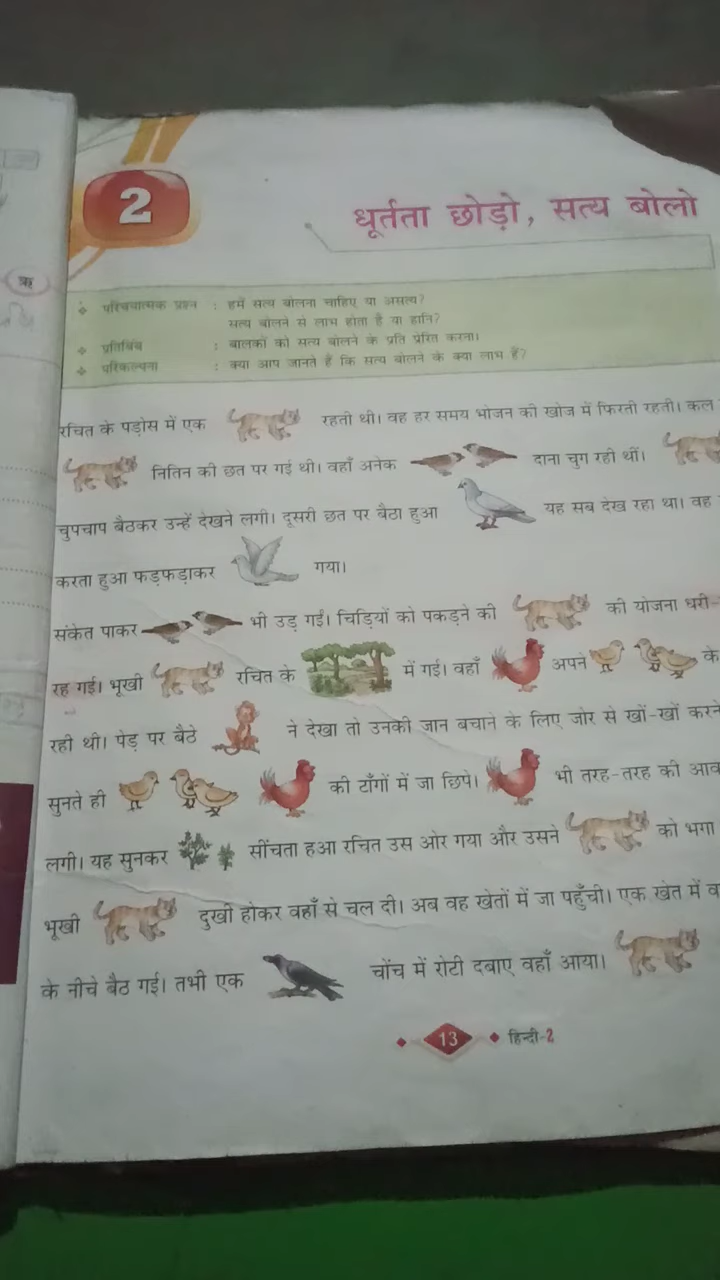 2
धूर्तता छोड़ो, सत्य बोलो
परिचयात्मक प्रश्न : हमें सत्य बोलना चाहिए या असत्य?
सत्य बोलने से लाभ होता है या हानि?
प्रतिबिंब : बालकों को सत्य बोलने के प्रति प्रेरित करना।
परिकल्पना : क्या आप जानते हैं कि सत्य बोलने के क्या लाभ हैं?
रचित के पड़ोस में एक रहती थी। वह हर समय भोजन की खोज में फिरती रहती। कल
नितिन की छत पर गई थी। वहाँ अनेक दाना चुग रही थीं।
चुपचाप बैठकर उन्हें देखने लगी। दूसरी छत पर बैठा हुआ यह सब देख रहा था। वह
करता हुआ फड़फड़ाकर गया।
संकेत पाकर भी उड़ गईं। चिड़ियों को पकड़ने की की योजना धरी-
रह गई। भूखी रचित के में गई। वहाँ अपने के
रही थी। पेड़ पर बैठे ने देखा तो उनकी जान बचाने के लिए जोर से खों-खों करने
सुनते ही की टाँगों में जा छिपे। भी तरह-तरह की
लगी। यह सुनकर सींचता हुआ रचित उस ओर गया और उसने को भगा
भूखी दुखी होकर वहाँ से चल दी। अब वह खेतों में जा पहुँची। एक खेत में
के नीचे बैठ गई। तभी एक चोंच में रोटी दबाए वहाँ आया।
13 हिन्दी-2